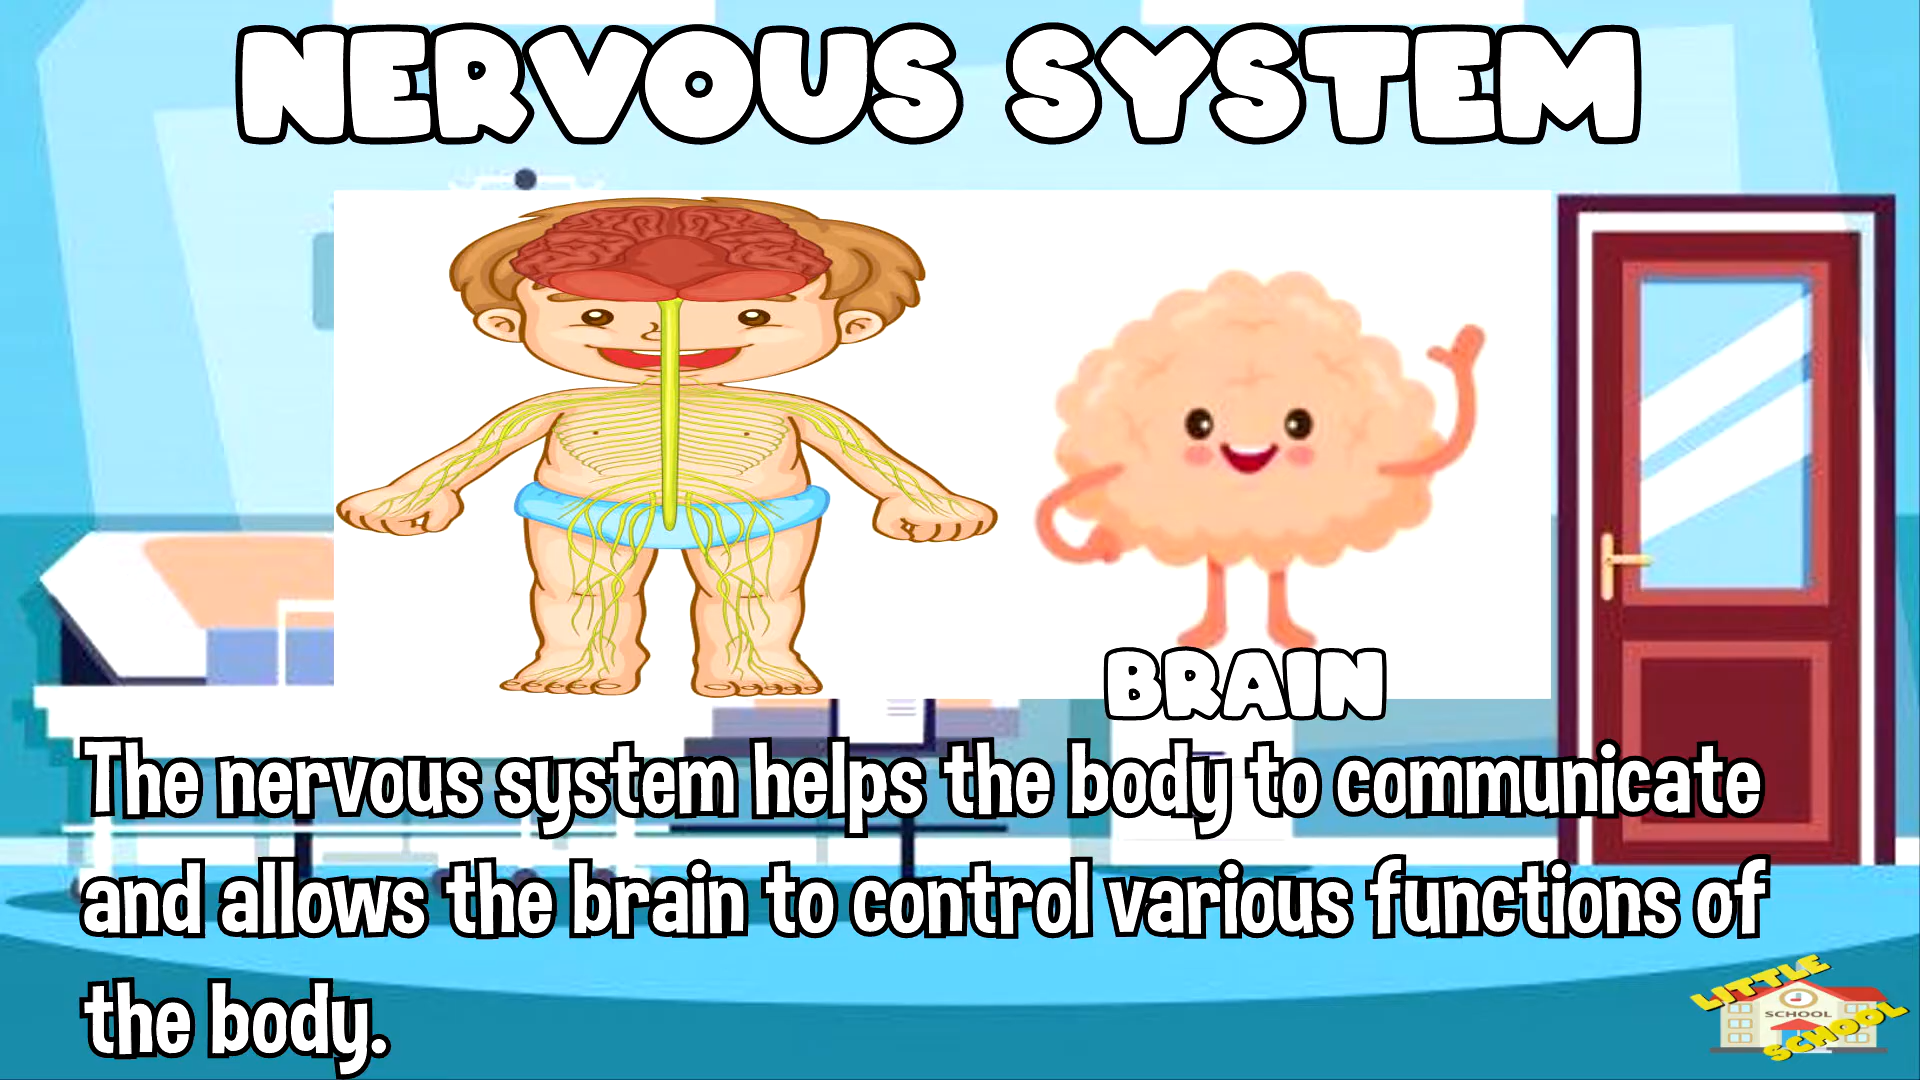 NERVOUS SYSTEM
BRAIN
The nervous system helps the body to communicate
and allows the brain to control various functions of
the body.
LITTLE
SCHOOL
SCHOOL